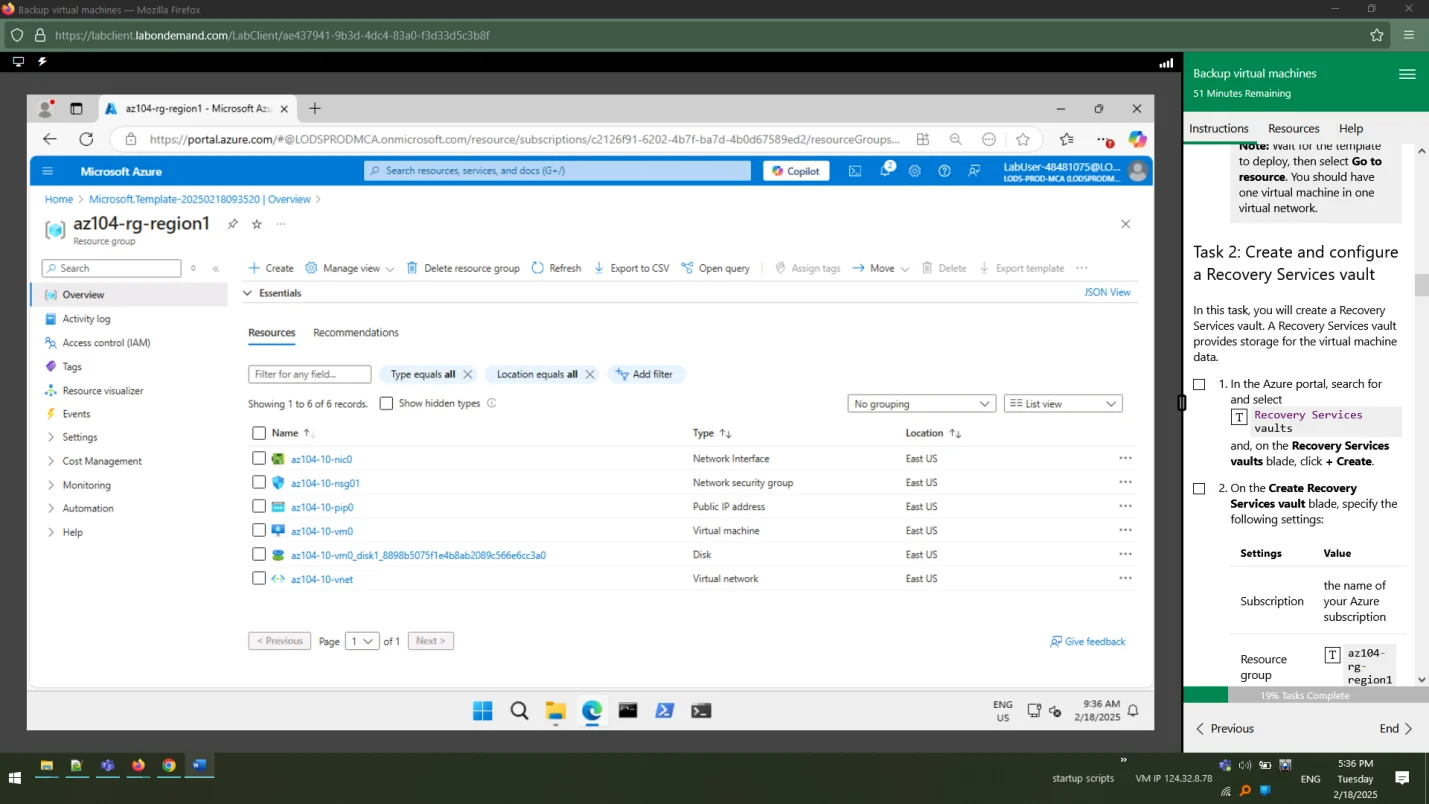 Backup virtual machines — Mozilla Firefox
https://labclient.labondemand.com/LabClient/ae437941-9b3d-4dc4-83a0-f3d33d5c3b8f
az104-rg-region1 - Microsoft Azu
https://portal.azure.com/#@LODSPRODMCA.onmicrosoft.com/resource/subscriptions/c2126f91-6202-4b7f-ba7d-4b0d67589ed2/resourceGroups...
Microsoft Azure
Search resources, services, and docs (G+/)
Copilot
2
LabUser-48481075@LO...
LODS-PROD-MCA (LODSPRODM...
Home > Microsoft.Template-20250218093520 | Overview >
az104-rg-region1
Resource group
Search
Create
Manage view
Delete resource group
Refresh
Export to CSV
Open query
Assign tags
Move
Delete
Export template
Overview
Activity log
Access control (IAM)
Tags
Resource visualizer
Events
Settings
Cost Management
Monitoring
Automation
Help
Essentials
JSON View
Resources
Recommendations
Filter for any field...
Type equals all
Location equals all
Add filter
Showing 1 to 6 of 6 records.
Show hidden types
No grouping
List view
Name
Type
Location
az104-10-nic0 Network Interface East US
az104-10-nsg01 Network security group East US
az104-10-pip0 Public IP address East US
az104-10-vm0 Virtual machine East US
az104-10-vm0_disk1_8898b5075f1e4b8ab2089c566e6cc3a0 Disk East US
az104-10-vnet Virtual network East US
< Previous Page 1 of 1 Next >
Give feedback
ENG
US
9:36 AM
2/18/2025
Backup virtual machines
51 Minutes Remaining
Instructions Resources Help
Note: Wait for the template
to deploy, then select Go to
resource. You should have
one virtual machine in one
virtual network.
Task 2: Create and configure
a Recovery Services vault
In this task, you will create a Recovery
Services vault. A Recovery Services vault
provides storage for the virtual machine
data.
1. In the Azure portal, search for
and select
T Recovery Services
vaults
and, on the Recovery Services
vaults blade, click + Create.
2. On the Create Recovery
Services vault blade, specify the
following settings:
Settings Value
Subscription
the name of
your Azure
subscription
Resource
group
T az104-
rg-
region1
19% Tasks Complete
Previous
End
startup scripts
»
VM IP 124.32.8.78
ENG
5:36 PM
Tuesday
2/18/2025